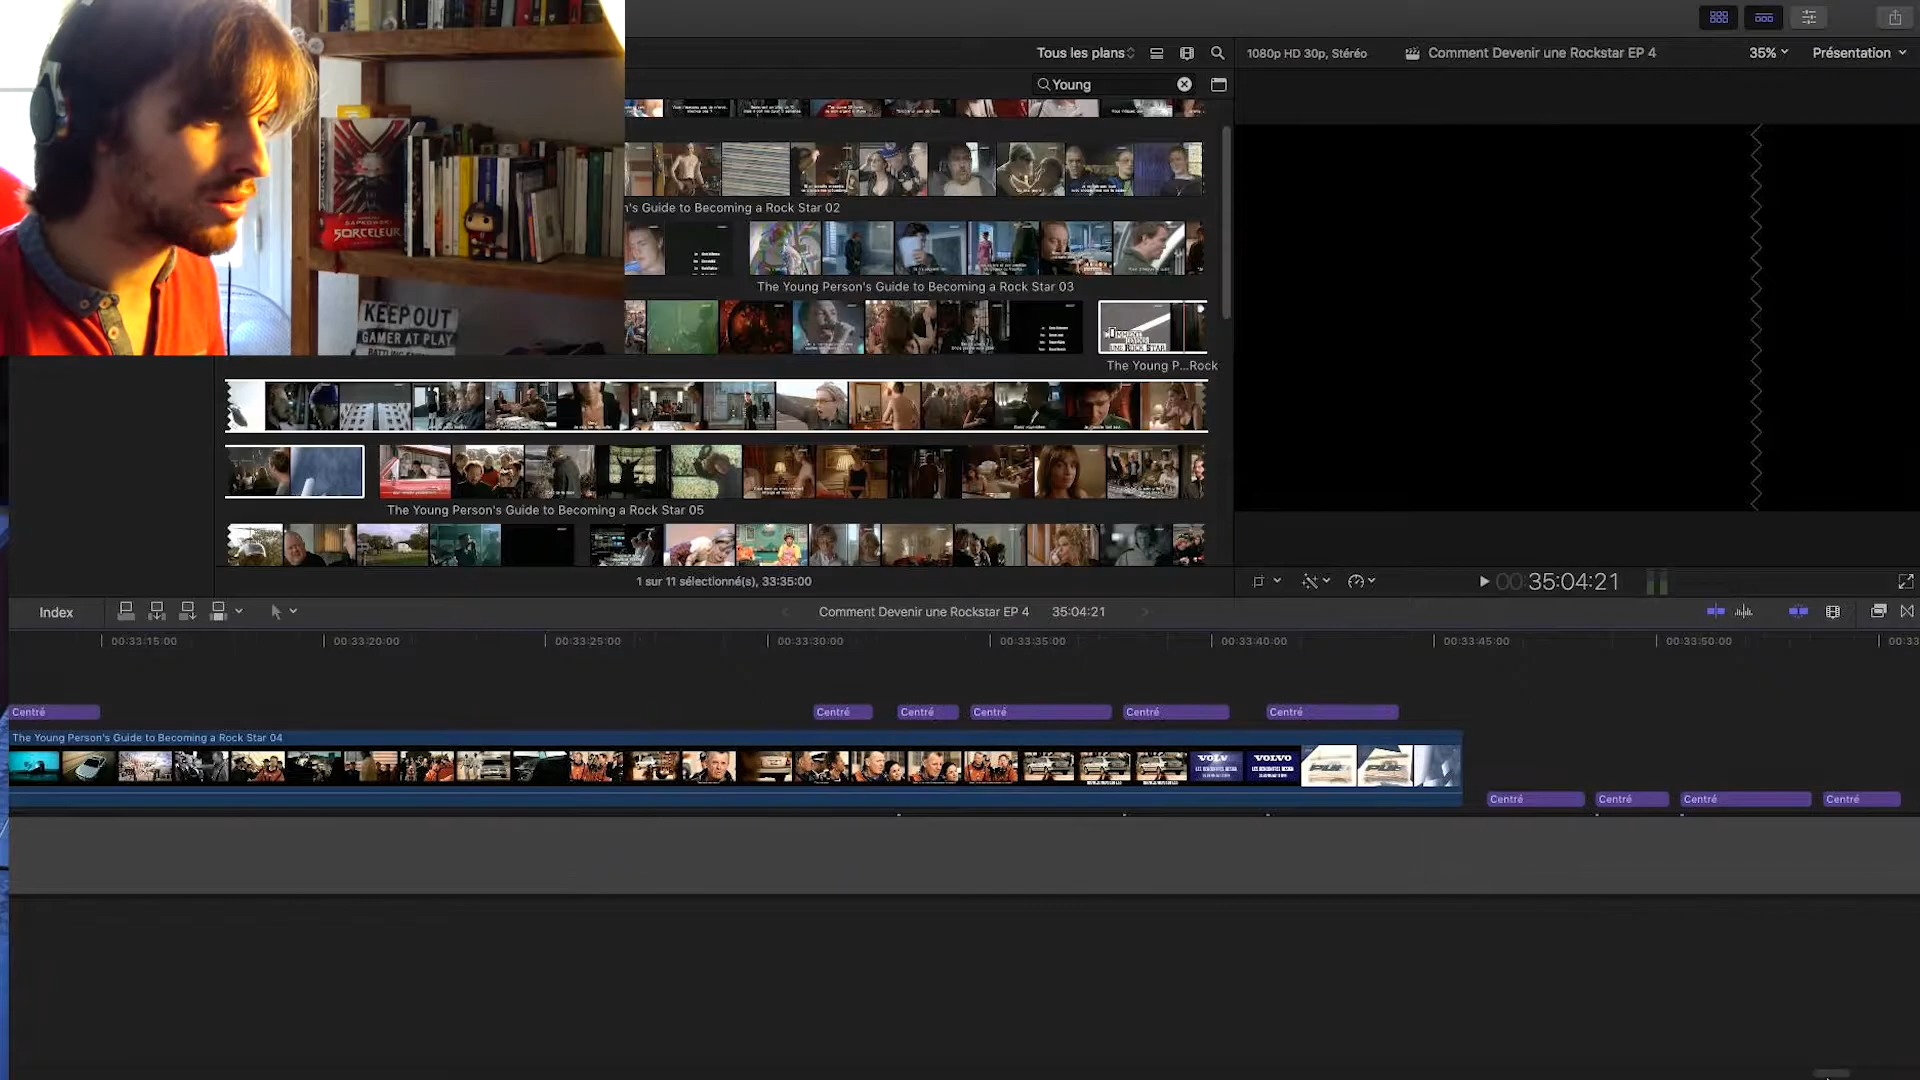 Tous les plans
1080p HD 30p, Stéréo
Comment Devenir une Rockstar EP 4
35%
Présentation
Young
SAPKOWSKI
SORCELEUR
KEEP OUT
GAMER AT PLAY
n's Guide to Becoming a Rock Star 02
The Young Person's Guide to Becoming a Rock Star 03
COMMENT
UNE ROCK STAR
The Young P...Rock
The Young Person's Guide to Becoming a Rock Star 05
1 sur 11 sélectionné(s), 33:35:00
00:35:04:21
Index
Comment Devenir une Rockstar EP 4
35:04:21
00:33:15:00
00:33:20:00
00:33:25:00
00:33:30:00
00:33:35:00
00:33:40:00
00:33:45:00
00:33:50:00
00:33
Centré
Centré
Centré
Centré
Centré
Centré
The Young Person's Guide to Becoming a Rock Star 04
VOLV
VOLVO
Centré
Centré
Centré
Centré